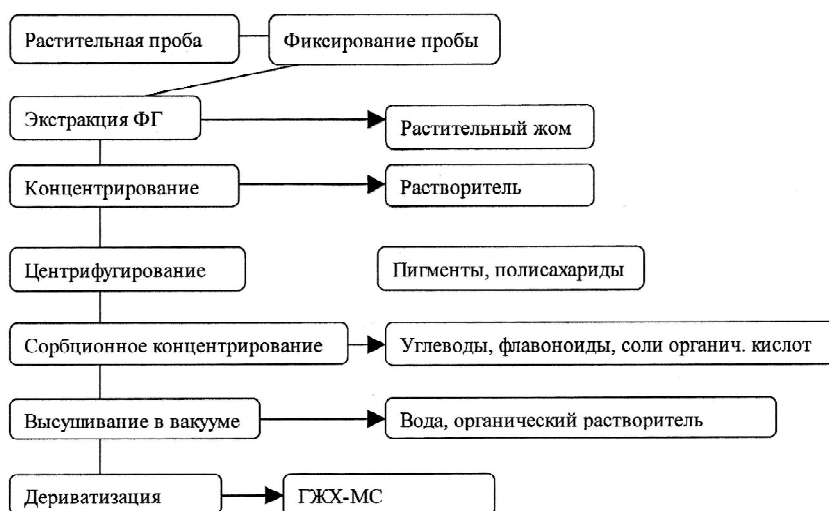 Растительная проба
Фиксирование пробы
Экстракция ФГ
Растительный жом
Концентрирование
Растворитель
Центрифугирование
Пигменты, полисахариды
Сорбционное концентрирование
Углеводы, флавоноиды, соли органич. кислот
Высушивание в вакууме
Вода, органический растворитель
Дериватизация
ГЖХ-МС